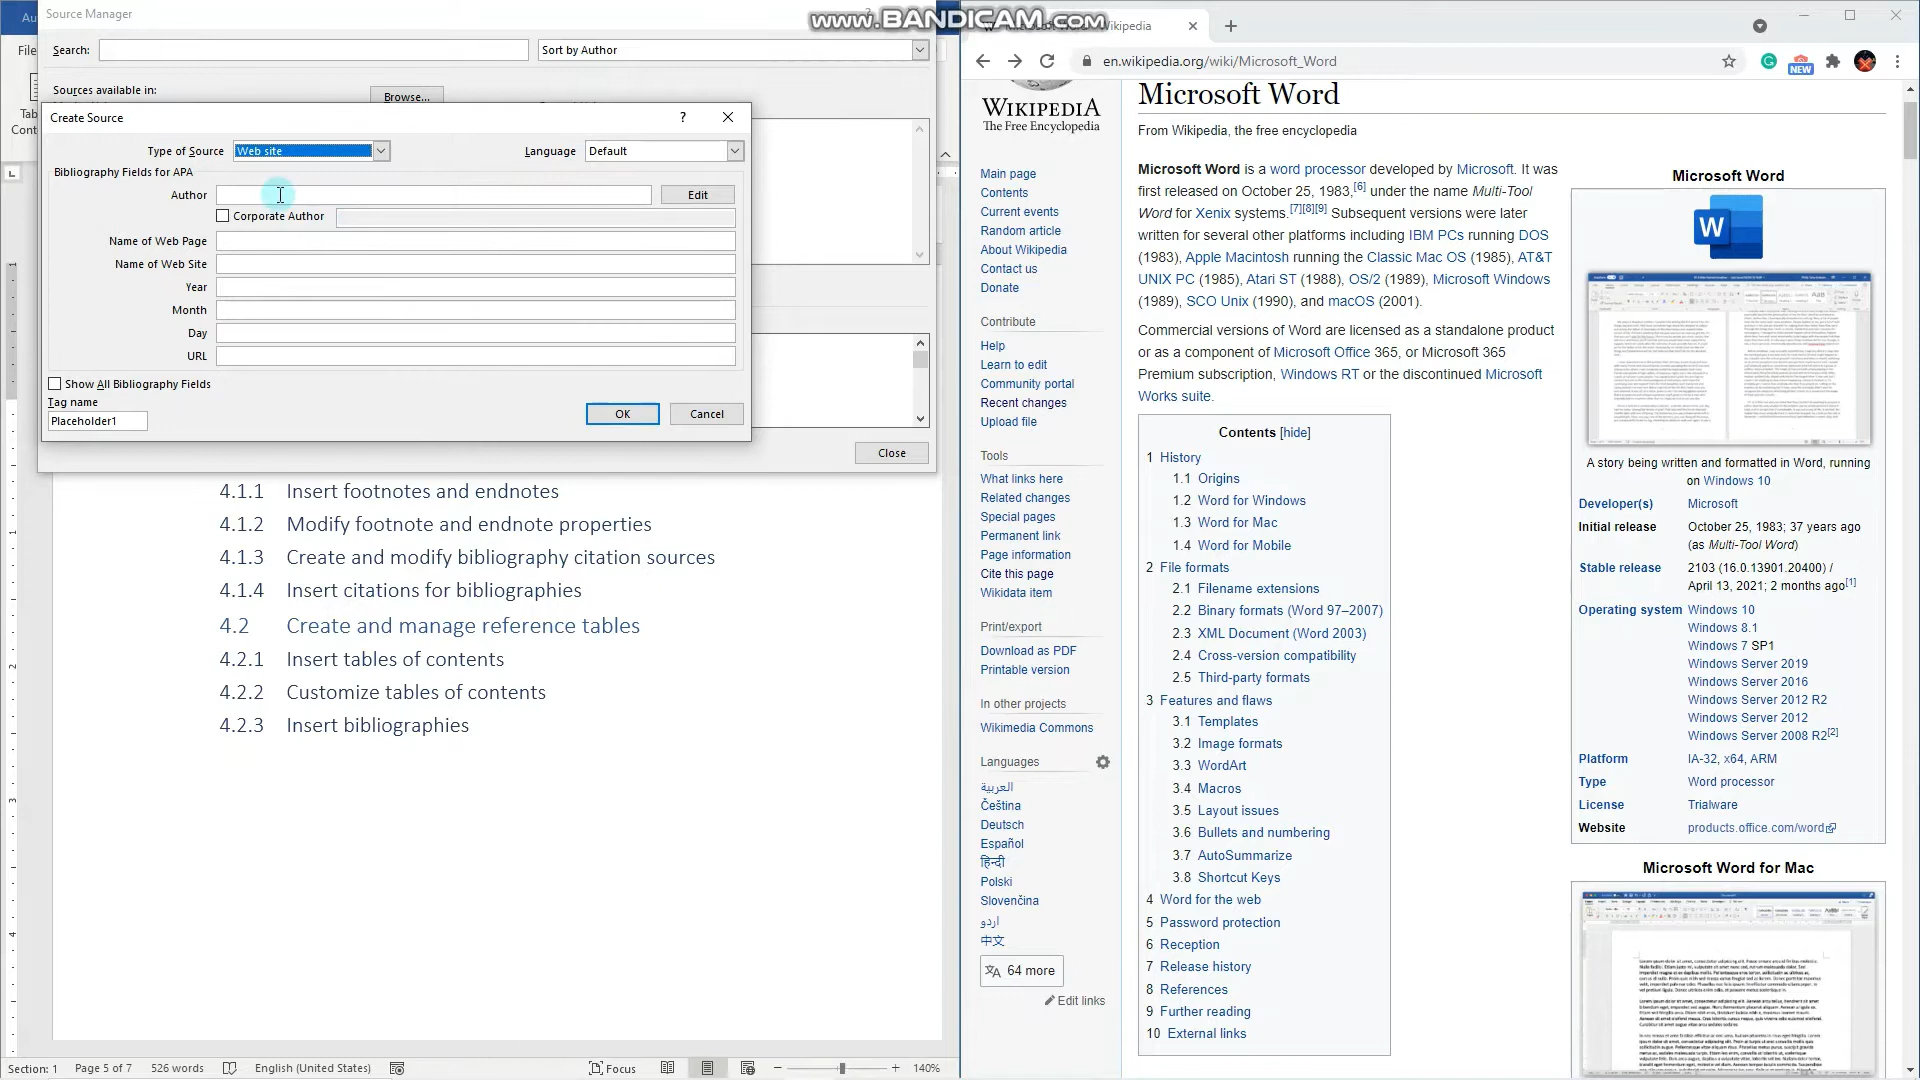 Source Manager
www.BANDICAM.com
Search:
Sort by Author
Sources available in:
Browse...
File
Create Source
?
Type of Source
Web site
Language
Default
Bibliography Fields for APA
Author
Edit
Corporate Author
Name of Web Page
Name of Web Site
Year
Month
Day
URL
Show All Bibliography Fields
Tag name
Placeholder1
OK
Cancel
Close
4.1.1 Insert footnotes and endnotes
4.1.2 Modify footnote and endnote properties
4.1.3 Create and modify bibliography citation sources
4.1.4 Insert citations for bibliographies
4.2 Create and manage reference tables
4.2.1 Insert tables of contents
4.2.2 Customize tables of contents
4.2.3 Insert bibliographies
Section: 1 Page 5 of 7 526 words English (United States) Focus 140%
en.wikipedia.org/wiki/Microsoft_Word
NEW
WIKIPEDIA
The Free Encyclopedia
Main page
Contents
Current events
Random article
About Wikipedia
Contact us
Donate
Contribute
Help
Learn to edit
Community portal
Recent changes
Upload file
Tools
What links here
Related changes
Special pages
Permanent link
Page information
Cite this page
Wikidata item
Print/export
Download as PDF
Printable version
In other projects
Wikimedia Commons
Languages
العربية
Čeština
Deutsch
Español
हिन्दी
Polski
Slovenčina
اردو
中文
64 more
Edit links
Microsoft Word
From Wikipedia, the free encyclopedia
Microsoft Word is a word processor developed by Microsoft. It was
first released on October 25, 1983,[6] under the name Multi-Tool
Word for Xenix systems.[7][8][9] Subsequent versions were later
written for several other platforms including IBM PCs running DOS
(1983), Apple Macintosh running the Classic Mac OS (1985), AT&T
UNIX PC (1985), Atari ST (1988), OS/2 (1989), Microsoft Windows
(1989), SCO Unix (1990), and macOS (2001).
Commercial versions of Word are licensed as a standalone product
or as a component of Microsoft Office 365, or Microsoft 365
Premium subscription, Windows RT or the discontinued Microsoft
Works suite.
Contents [hide]
1 History
1.1 Origins
1.2 Word for Windows
1.3 Word for Mac
1.4 Word for Mobile
2 File formats
2.1 Filename extensions
2.2 Binary formats (Word 97–2007)
2.3 XML Document (Word 2003)
2.4 Cross-version compatibility
2.5 Third-party formats
3 Features and flaws
3.1 Templates
3.2 Image formats
3.3 WordArt
3.4 Macros
3.5 Layout issues
3.6 Bullets and numbering
3.7 AutoSummarize
3.8 Shortcut Keys
4 Word for the web
5 Password protection
6 Reception
7 Release history
8 References
9 Further reading
10 External links
Microsoft Word
W
A story being written and formatted in Word, running
on Windows 10
Developer(s) Microsoft
Initial release October 25, 1983; 37 years ago
(as Multi-Tool Word)
Stable release 2103 (16.0.13901.20400) /
April 13, 2021; 2 months ago[1]
Operating system Windows 10
Windows 8.1
Windows 7 SP1
Windows Server 2019
Windows Server 2016
Windows Server 2012 R2
Windows Server 2012
Windows Server 2008 R2[2]
Platform IA-32, x64, ARM
Type Word processor
License Trialware
Website products.office.com/word
Microsoft Word for Mac